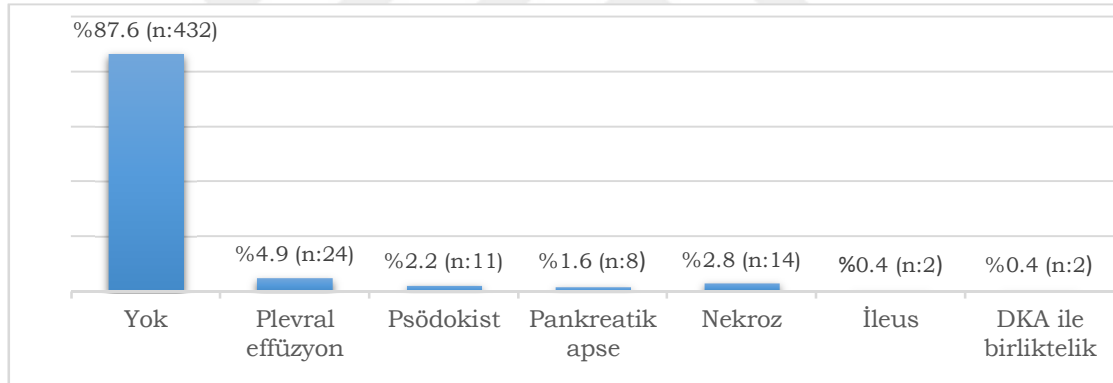 %87.6 (n:432)
%4.9 (n:24)
%2.2 (n:11)
%1.6 (n:8)
%2.8 (n:14)
%0.4 (n:2)
%0.4 (n:2)
Yok
Plevral
effüzyon
Psödokist
Pankreatik
apse
Nekroz
İleus
DKA ile
birliktelik